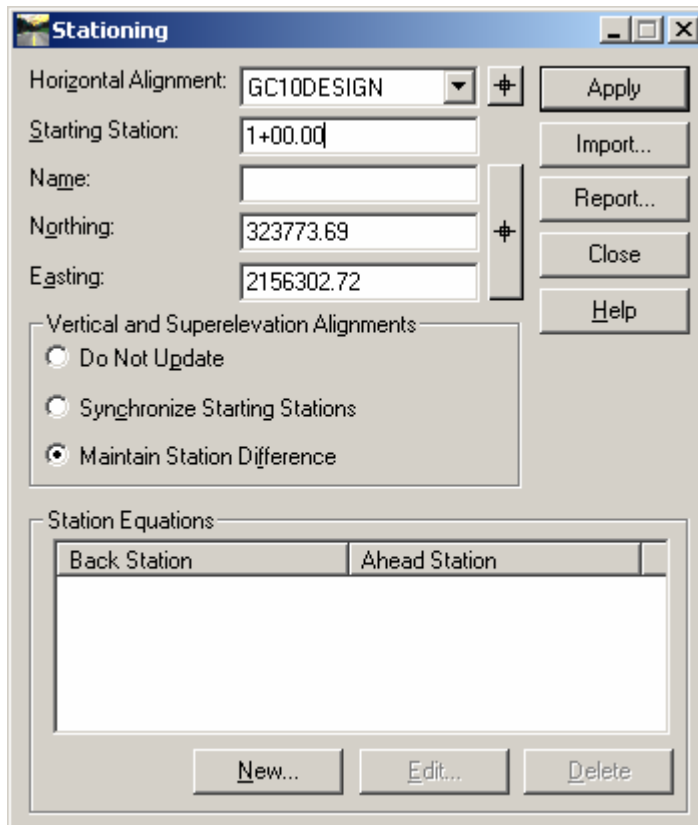 Stationing
Horizontal Alignment: GC10DESIGN
Apply
Starting Station: 1+00.00
Import...
Name:
Report...
Northing: 323773.69
Close
Easting: 2156302.72
Help
Vertical and Superelevation Alignments
Do Not Update
Synchronize Starting Stations
Maintain Station Difference
Station Equations
Back Station Ahead Station
New... Edit... Delete